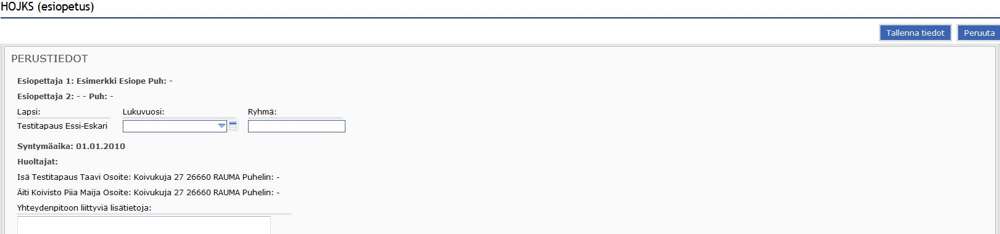 HOJKS (esiopetus)
Tallenna tiedot Peruuta
PERUSTIEDOT
Esiopettaja 1: Esimerkki Esiope Puh: -
Esiopettaja 2: - - Puh: -
Lapsi: Lukuvuosi: Ryhmä:
Testitapaus Essi-Eskari
Syntymäaika: 01.01.2010
Huoltajat:
Isä Testitapaus Taavi Osoite: Koivukuja 27 26660 RAUMA Puhelin: -
Äiti Koivisto Piia Maija Osoite: Koivukuja 27 26660 RAUMA Puhelin: -
Yhteydenpitoon liittyviä lisätietoja: